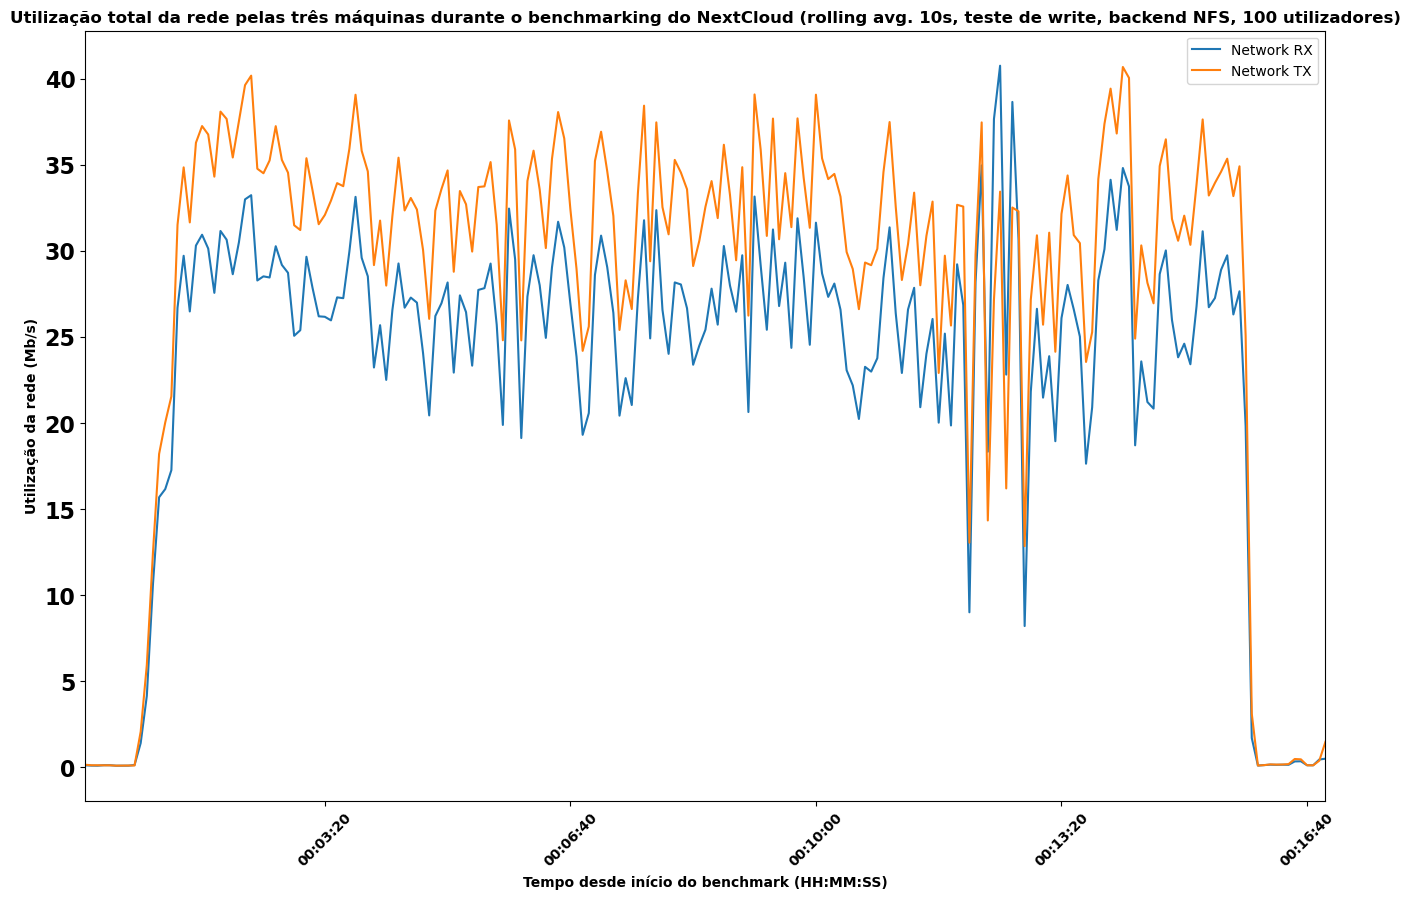 Utilização total da rede pelas três máquinas durante o benchmarking do NextCloud (rolling avg. 10s, teste de write, backend NFS, 100 utilizadores)
Network RX
Network TX
40
35
30
25
20
15
10
5
0
Utilização da rede (Mb/s)
00:03:20
00:06:40
00:10:00
00:13:20
00:16:40
Tempo desde início do benchmark (HH:MM:SS)